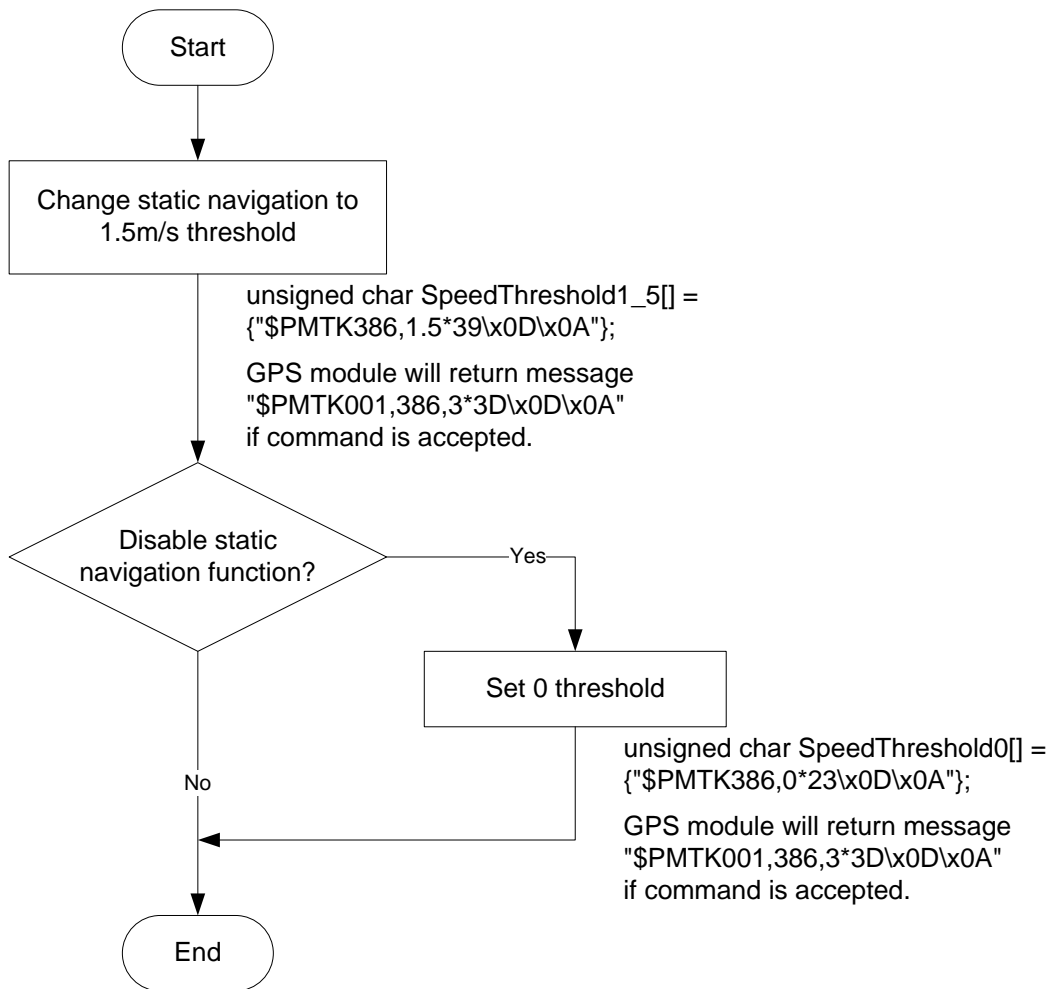 Start
Change static navigation to
1.5m/s threshold
unsigned char SpeedThreshold1_5[] =
{"$PMTK386,1.5*39\x0D\x0A"};
GPS module will return message
"$PMTK001,386,3*3D\x0D\x0A"
if command is accepted.
Disable static
navigation function?
Yes
Set 0 threshold
unsigned char SpeedThreshold0[] =
{"$PMTK386,0*23\x0D\x0A"};
No
GPS module will return message
"$PMTK001,386,3*3D\x0D\x0A"
if command is accepted.
End